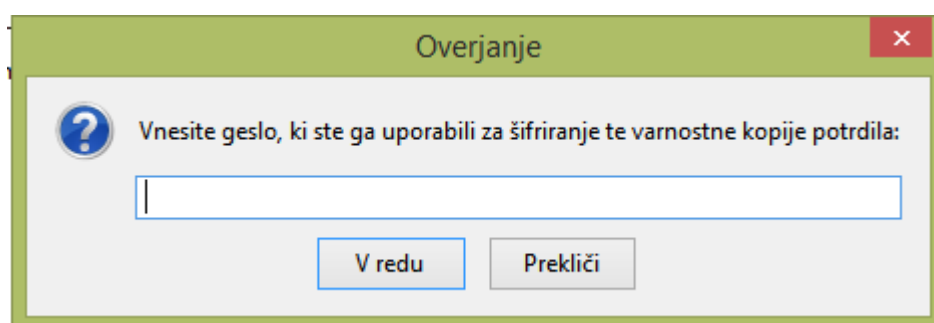 Overjanje
Vnesite geslo, ki ste ga uporabili za šifriranje te varnostne kopije potrdila:
V redu
Prekliči